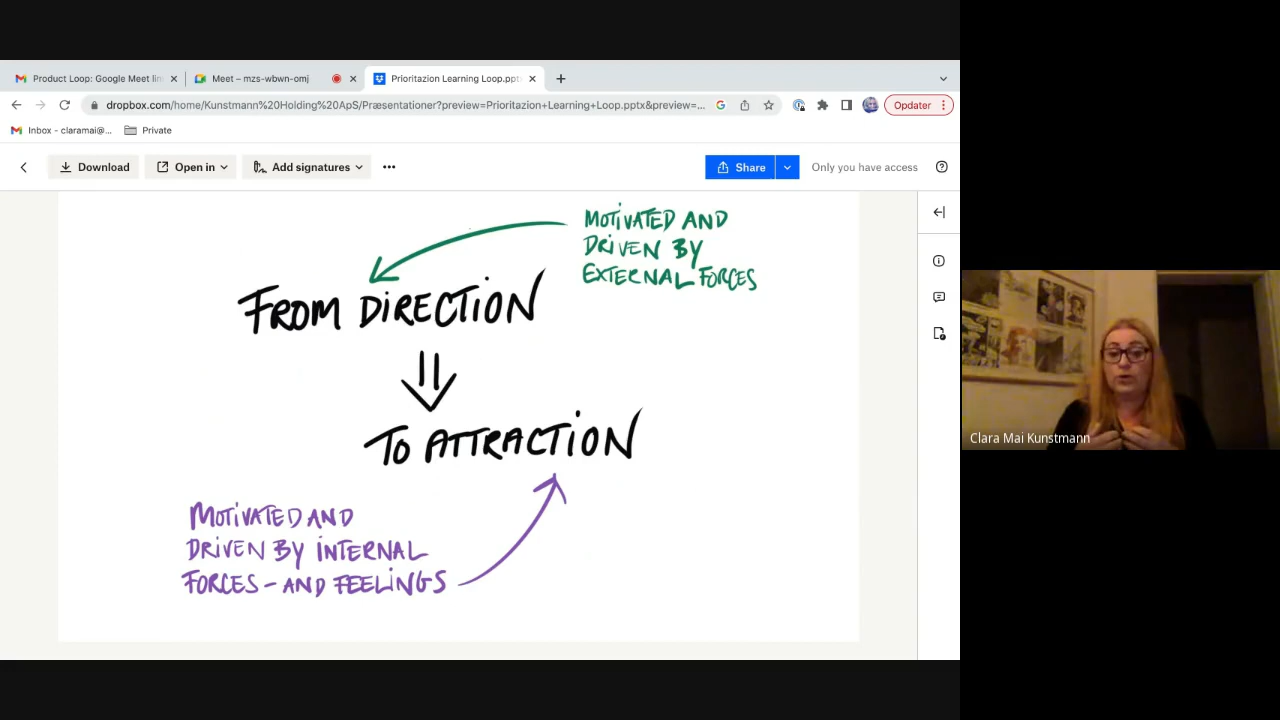 Product Loop: Google Meet lin
Meet – mzs-wbwn-omj
Prioritazion Learning Loop.ppt
dropbox.com/home/Kunstmann%20Holding%20ApS/Præsentationer?preview=Prioritazion+Learning+Loop.pptx&preview=...
Opdater
Inbox - claramai@...
Private
Download
Open in
Add signatures
Share
Only you have access
MOTIVATED AND
DRIVEN BY
EXTERNAL FORCES
FROM DIRECTION
TO ATTRACTION
MOTIVATED AND
DRIVEN BY INTERNAL
FORCES – AND FEELINGS
Clara Mai Kunstmann